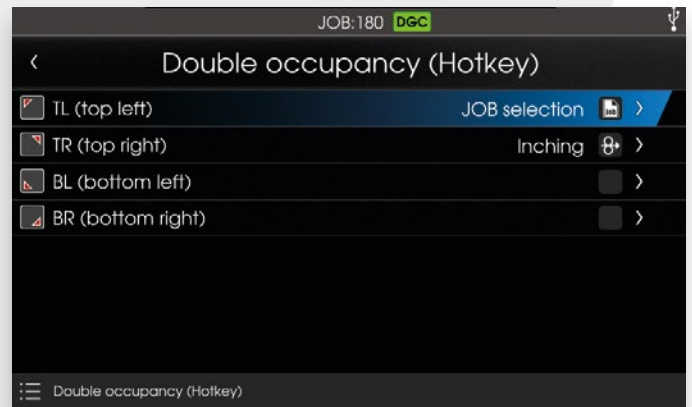 JOB:180 DGC
Double occupancy (Hotkey)
TL (top left) JOB selection Job
TR (top right) Inching
BL (bottom left)
BR (bottom right)
Double occupancy (Hotkey)